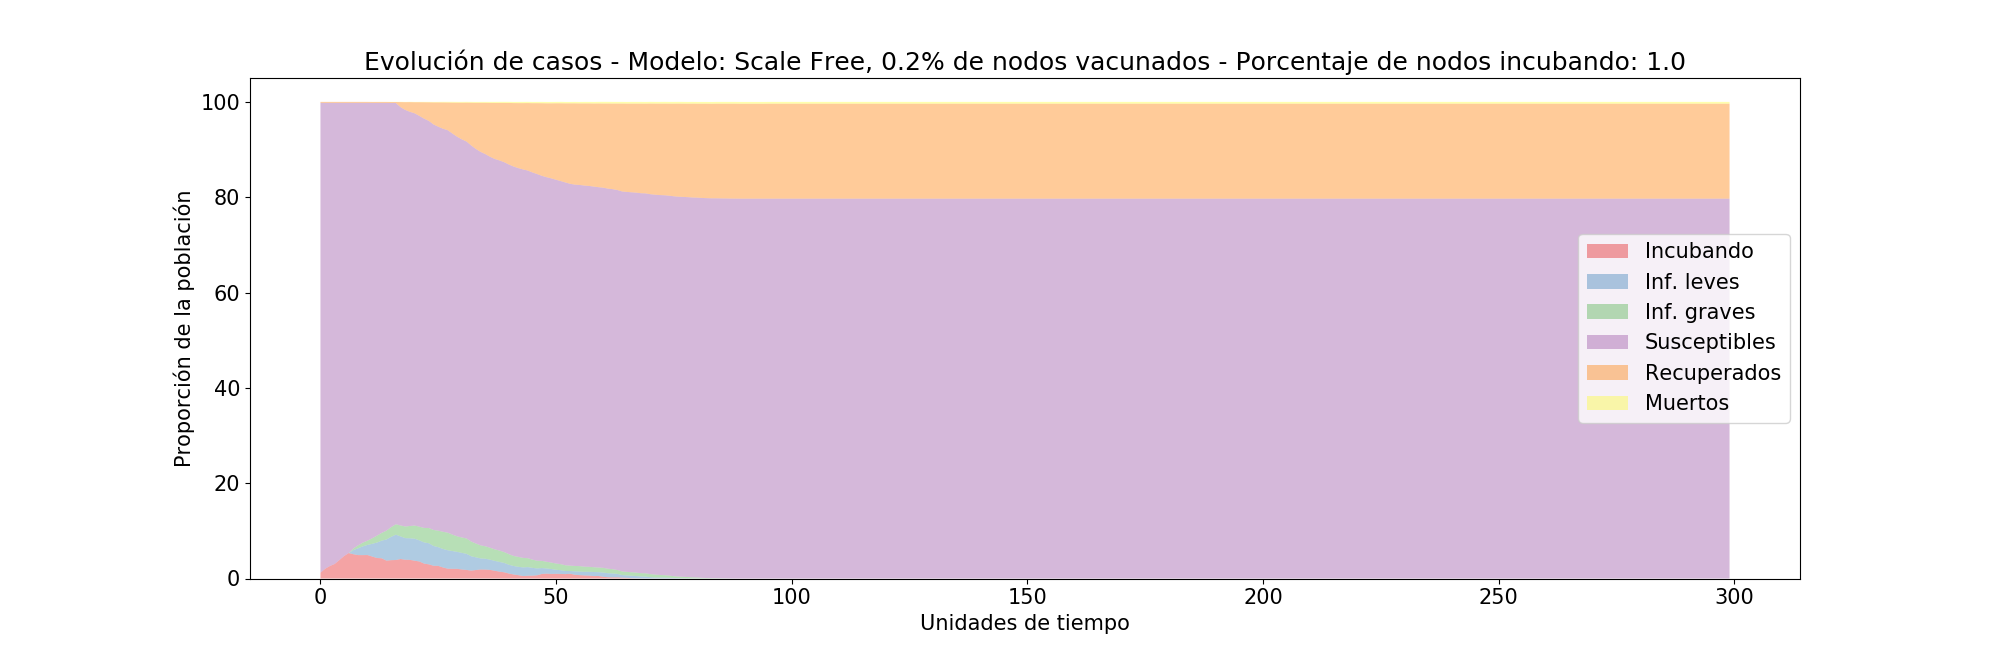 Evolución de casos - Modelo: Scale Free, 0.2% de nodos vacunados - Porcentaje de nodos incubando: 1.0
100
80
60
40
20
0
Proporción de la población
Incubando
Inf. leves
Inf. graves
Susceptibles
Recuperados
Muertos
0 50 100 150 200 250 300
Unidades de tiempo